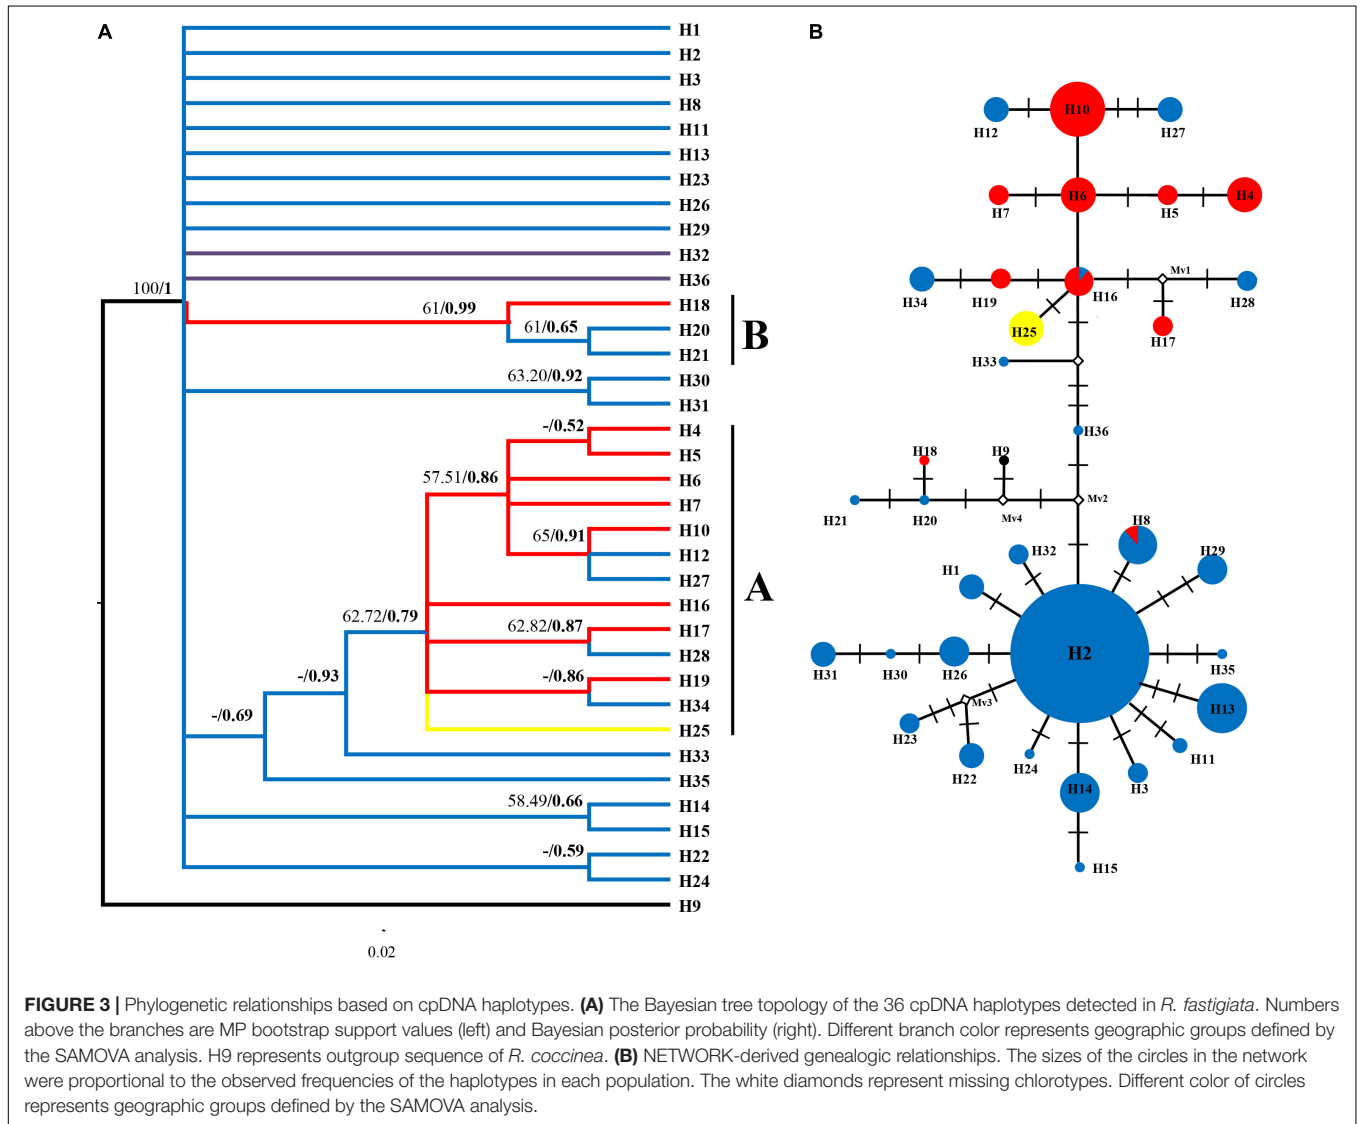 A
H1
H2
H3
H8
H11
H13
H23
H26
H29
H32
H36
100/1
H18
61/0.99
H20
61/0.65
H21
B
H30
63.20/0.92
H31
H4
-/0.52
H5
H6
57.51/0.86
H7
H10
65/0.91
H12
H27
A
H16
62.72/0.79
H17
62.82/0.87
H28
H19
-/0.86
H34
-/0.93
H25
-/0.69
H33
H35
H14
58.49/0.66
H15
H22
-/0.59
H24
H9
0.02
B
H12
H10
H27
H7
H6
H5
H4
H34
H19
H16
Mv1
H28
H25
H17
H33
H36
H18
H9
H21
H20
Mv4
Mv2
H8
H32
H29
H1
H2
H31
H30
H26
H35
Mv3
H13
H23
H22
H24
H11
H3
H14
H15
FIGURE 3 | Phylogenetic relationships based on cpDNA haplotypes. (A) The Bayesian tree topology of the 36 cpDNA haplotypes detected in R. fastigiata. Numbers
above the branches are MP bootstrap support values (left) and Bayesian posterior probability (right). Different branch color represents geographic groups defined by
the SAMOVA analysis. H9 represents outgroup sequence of R. coccinea. (B) NETWORK-derived genealogic relationships. The sizes of the circles in the network
were proportional to the observed frequencies of the haplotypes in each population. The white diamonds represent missing chlorotypes. Different color of circles
represents geographic groups defined by the SAMOVA analysis.